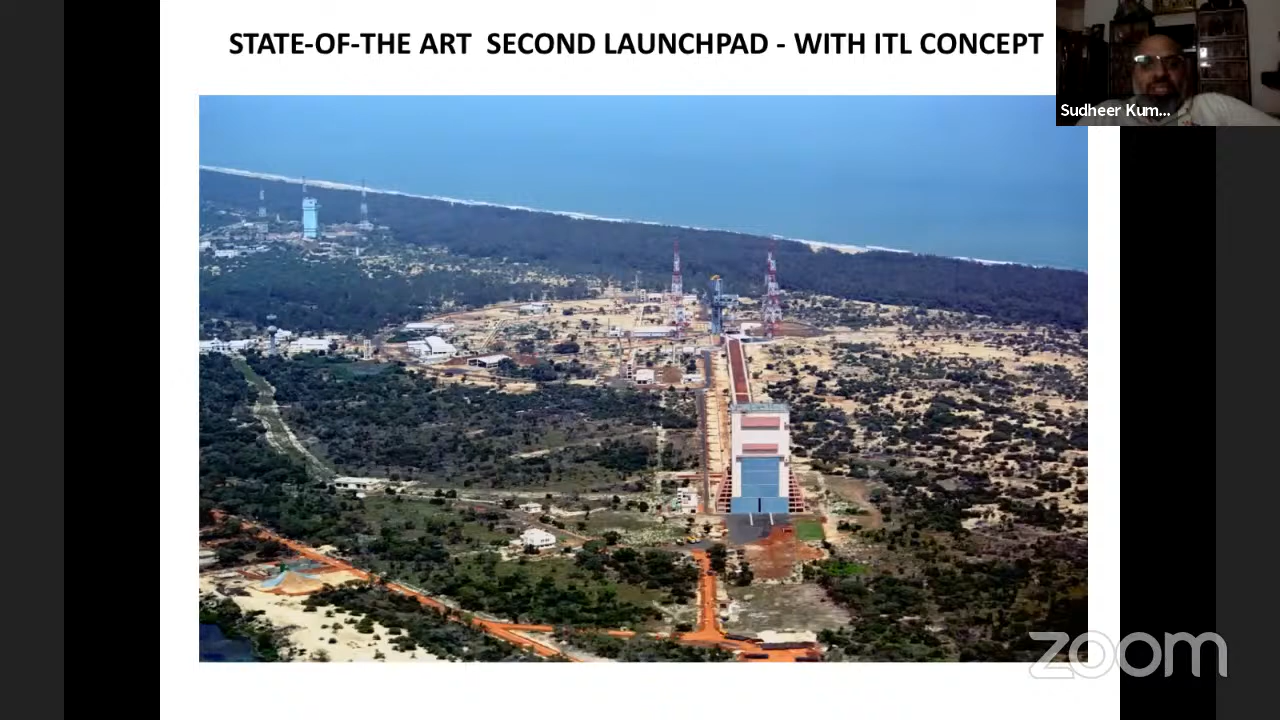 STATE-OF-THE ART SECOND LAUNCHPAD - WITH ITL CONCEPT
Sudheer Kum...
zoom